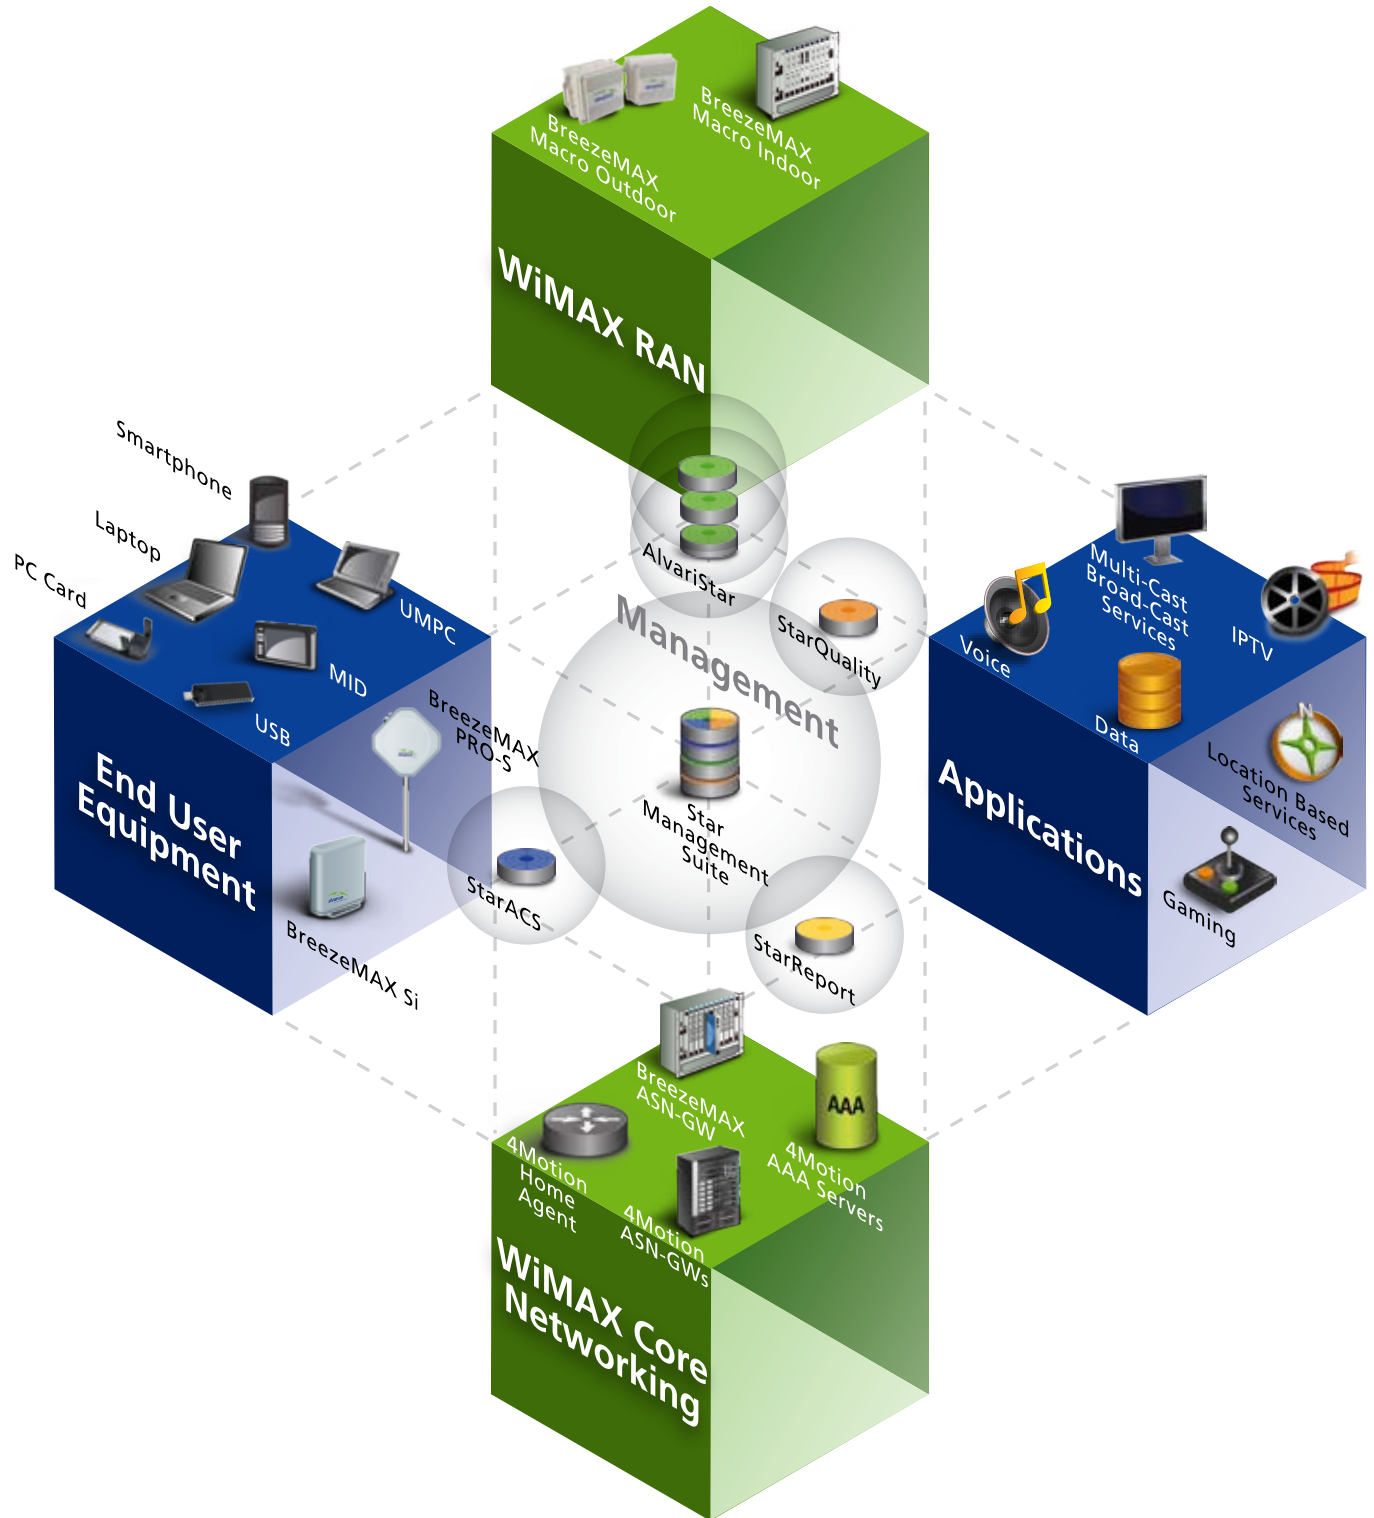 BreezeMAX
Macro Outdoor
BreezeMAX
Macro Indoor
WiMAX RAN
Smartphone
Laptop
PC Card
UMPC
MID
USB
BreezeMAX
PRO-S
BreezeMAX Si
End User
Equipment
AlvariStar
StarQuality
Management
Star
Management
Suite
StarACS
StarReport
Multi-Cast
Broad-Cast
Services
Voice
IPTV
Data
N
Location Based
Services
Gaming
Applications
BreezeMAX
ASN-GW
AAA
4Motion
AAA Servers
4Motion
Home
Agent
4Motion
ASN-GWs
WiMAX Core
Networking